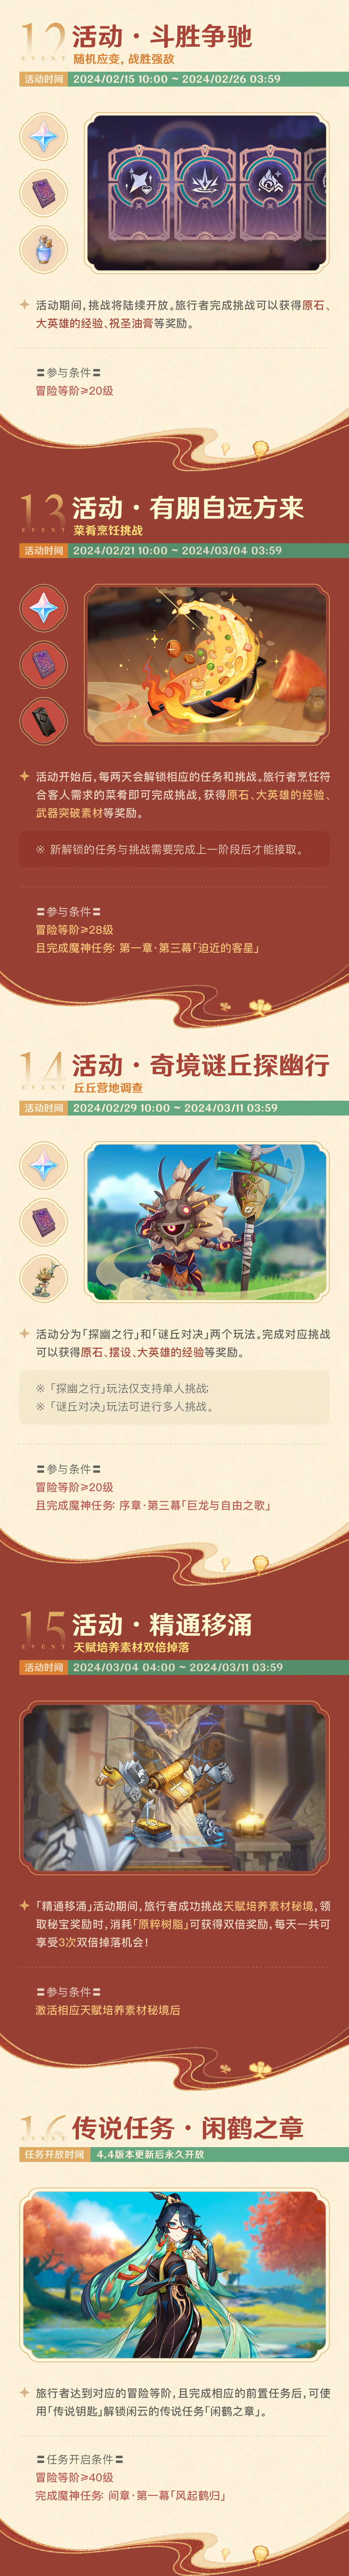 12
EVENT
活动·斗胜争驰
随机应变，战胜强敌
活动时间 2024/02/15 10:00 ~ 2024/02/26 03:59
活动期间，挑战将陆续开放。旅行者完成挑战可以获得原石、
大英雄的经验、祝圣油膏等奖励。
〓参与条件〓
冒险等阶≥20级
13
EVENT
活动·有朋自远方来
菜肴烹饪挑战
活动时间 2024/02/21 10:00 ~ 2024/03/04 03:59
活动开始后，每两天会解锁相应的任务和挑战。旅行者烹饪符
合客人需求的菜肴即可完成挑战，获得原石、大英雄的经验、
武器突破素材等奖励。
※ 新解锁的任务与挑战需要完成上一阶段后才能接取。
〓参与条件〓
冒险等阶≥28级
且完成魔神任务: 第一章·第三幕「迫近的客星」
14
EVENT
活动·奇境谜丘探幽行
丘丘营地调查
活动时间 2024/02/29 10:00 ~ 2024/03/11 03:59
活动分为「探幽之行」和「谜丘对决」两个玩法。完成对应挑战
可以获得原石、摆设、大英雄的经验等奖励。
※ 「探幽之行」玩法仅支持单人挑战;
※ 「谜丘对决」玩法可进行多人挑战。
〓参与条件〓
冒险等阶≥20级
且完成魔神任务: 序章·第三幕「巨龙与自由之歌」
15
EVENT
活动·精通移涌
天赋培养素材双倍掉落
活动时间 2024/03/04 04:00 ~ 2024/03/11 03:59
「精通移涌」活动期间，旅行者成功挑战天赋培养素材秘境，领
取秘宝奖励时，消耗「原粹树脂」可获得双倍奖励，每天一共可
享受3次双倍掉落机会！
〓参与条件〓
激活相应天赋培养素材秘境后
16
EVENT
传说任务·闲鹤之章
任务开放时间 4.4版本更新后永久开放
旅行者达到对应的冒险等阶，且完成相应的前置任务后，可使
用「传说钥匙」解锁闲云的传说任务「闲鹤之章」。
〓任务开启条件〓
冒险等阶≥40级
完成魔神任务: 间章·第一幕「风起鹤归」